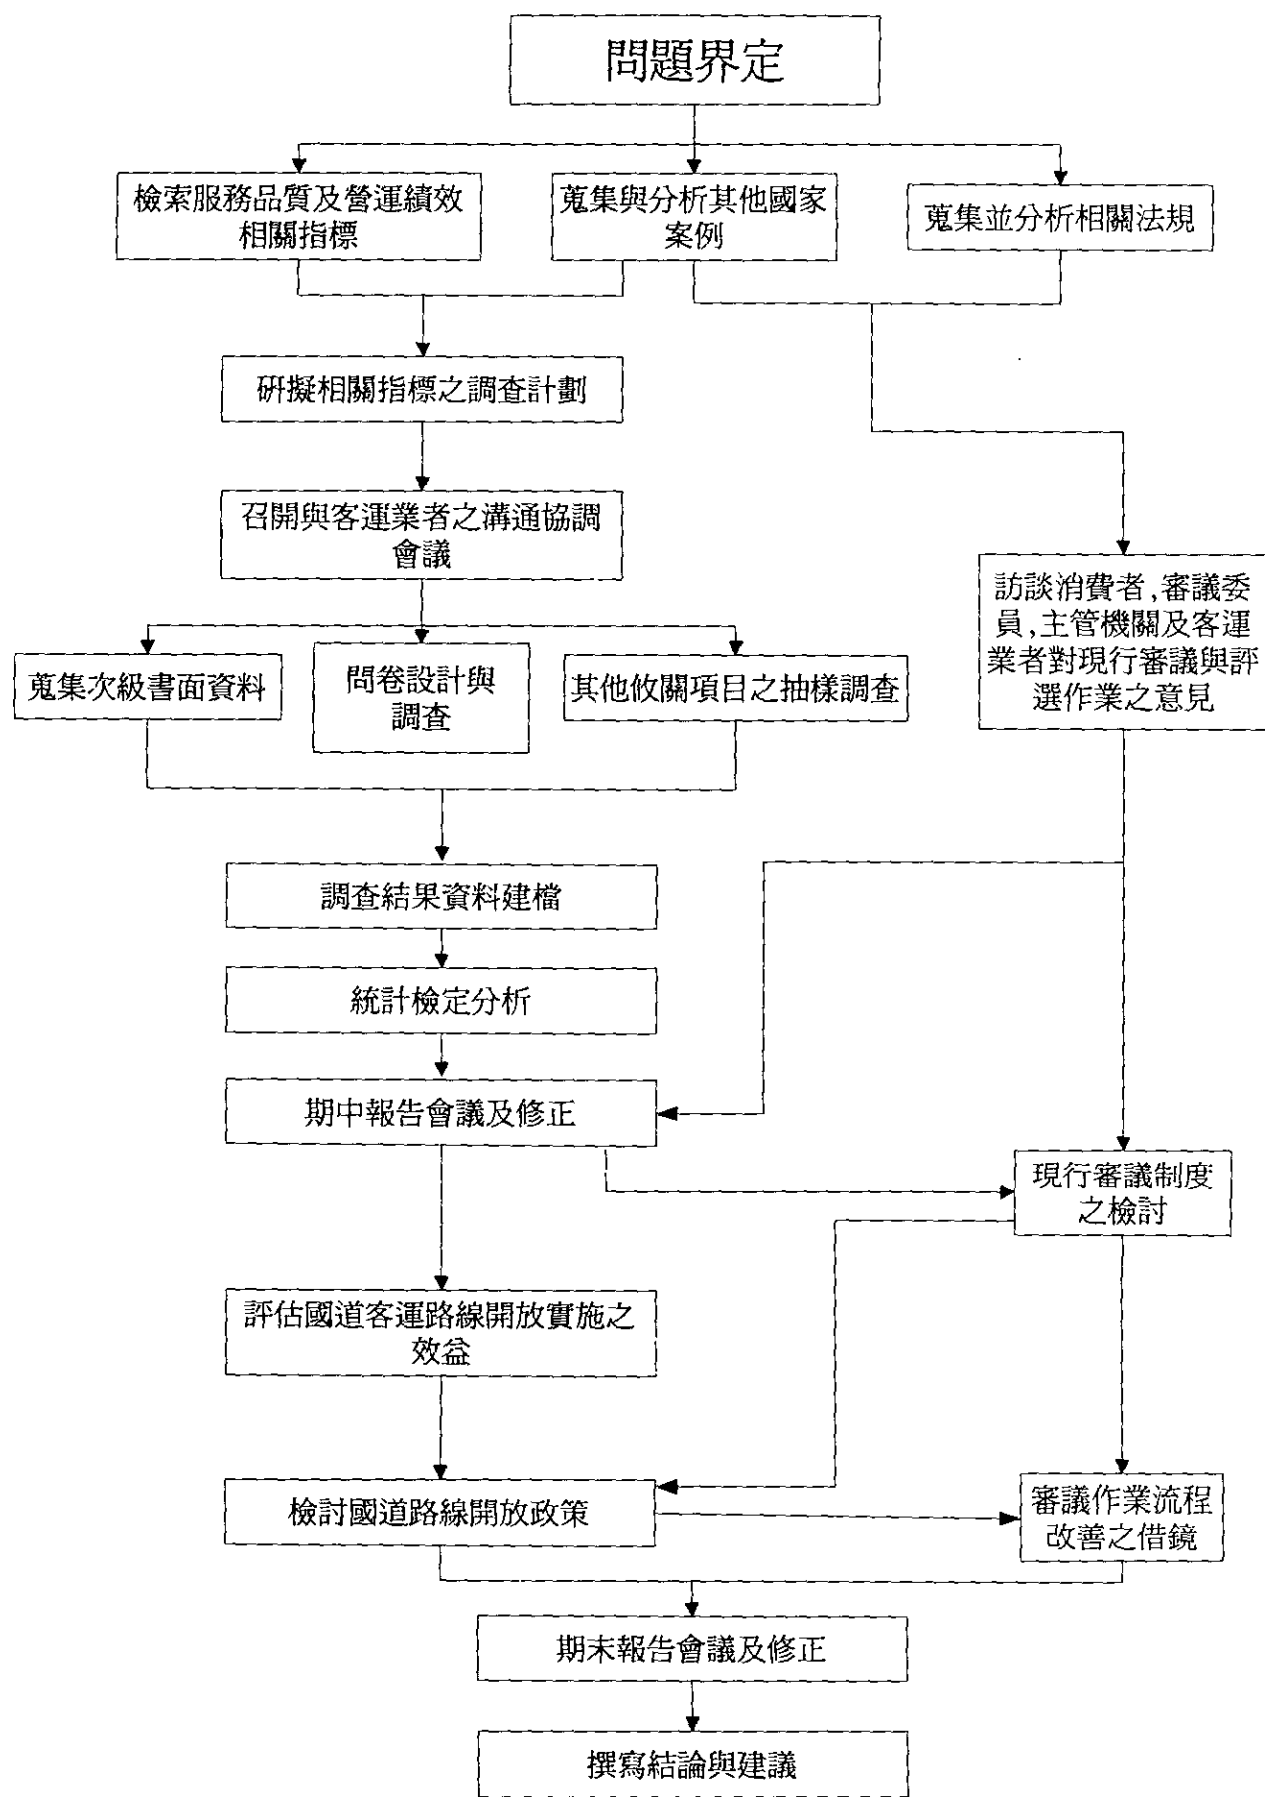 問題界定
檢索服務品質及營運績效
相關指標
蒐集與分析其他國家
案例
蒐集並分析相關法規
研擬相關指標之調查計劃
召開與客運業者之溝通協調
會議
訪談消費者,審議委
員,主管機關及客運
業者對現行審議與評
選作業之意見
蒐集次級書面資料
問卷設計與
調查
其他攸關項目之抽樣調查
調查結果資料建檔
統計檢定分析
期中報告會議及修正
現行審議制度
之檢討
評估國道客運路線開放實施之
效益
檢討國道路線開放政策
審議作業流程
改善之借鏡
期末報告會議及修正
撰寫結論與建議